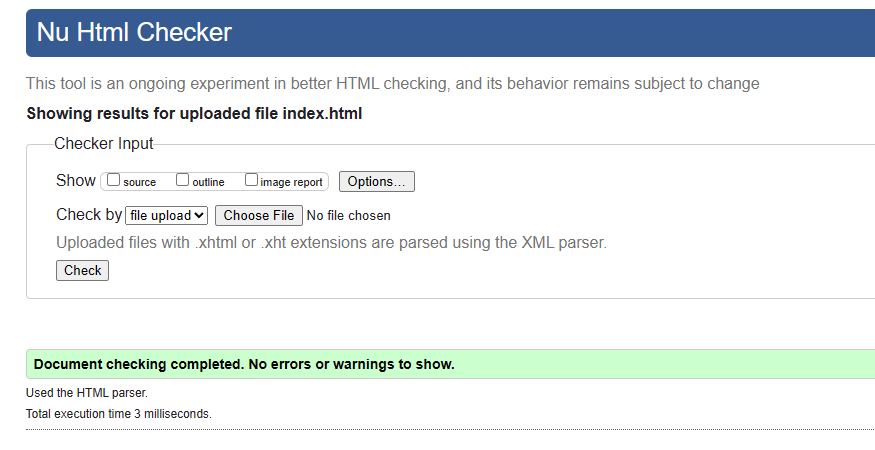 Nu Html Checker
This tool is an ongoing experiment in better HTML checking, and its behavior remains subject to change
Showing results for uploaded file index.html
Checker Input
Show source outline image report Options...
Check by file upload Choose File No file chosen
Uploaded files with .xhtml or .xht extensions are parsed using the XML parser.
Check
Document checking completed. No errors or warnings to show.
Used the HTML parser.
Total execution time 3 milliseconds.